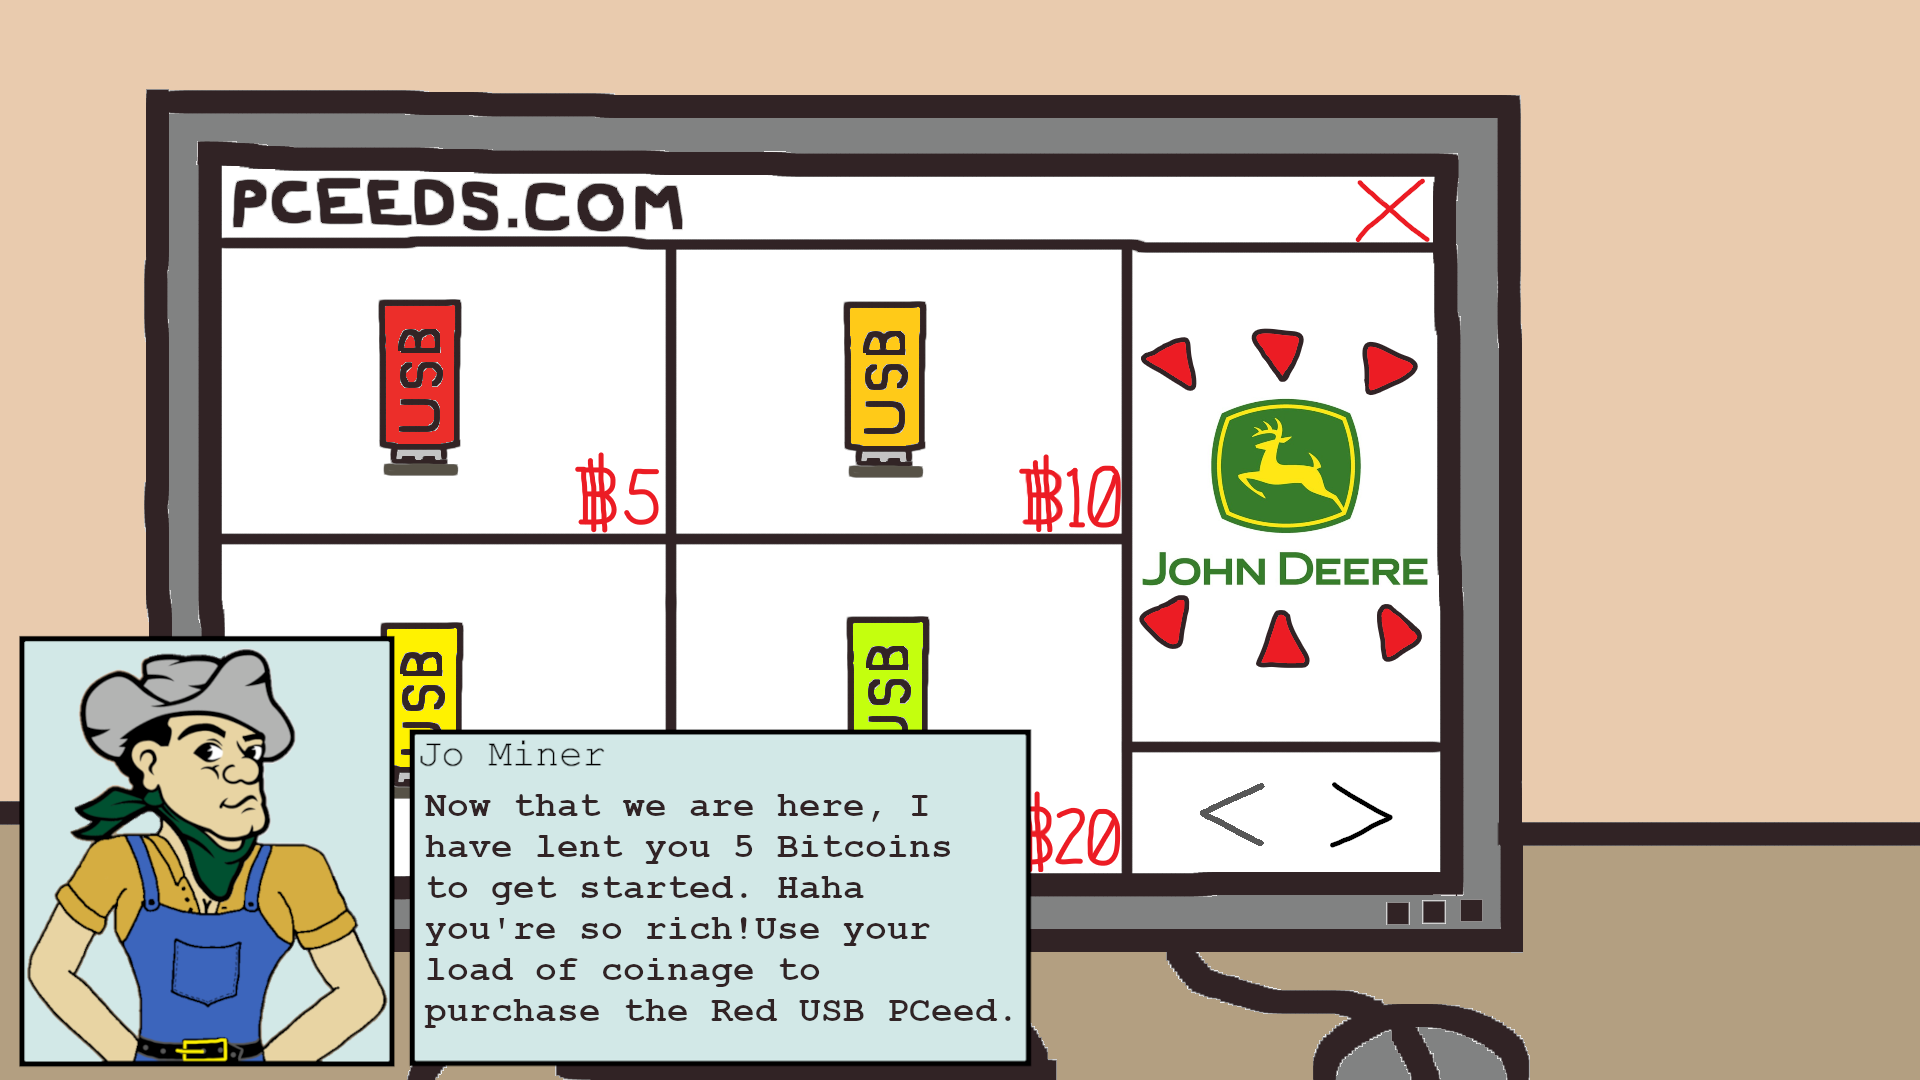 PCEEDS.COM
USB
฿5
USB
฿10
JOHN DEERE
USB
USB
฿20
< >
Jo Miner
Now that we are here, I
have lent you 5 Bitcoins
to get started. Haha
you're so rich!Use your
load of coinage to
purchase the Red USB PCeed.